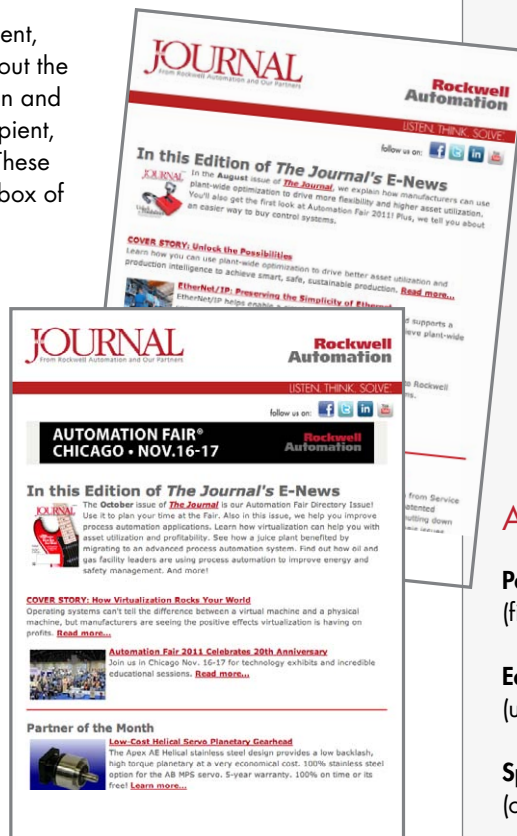 ent,
out the
n and
pient,
These
box of
JOURNAL
From Rockwell Automation and Our Partners
Rockwell
Automation
LISTEN. THINK. SOLVE.®
follow us on:
In this Edition of The Journal's E-News
JOURNAL
In the August issue of The Journal, we explain how manufacturers can use
plant-wide optimization to drive more flexibility and higher asset utilization.
You'll also get the first look at Automation Fair 2011! Plus, we tell you about
an easier way to buy control systems.
COVER STORY: Unlock the Possibilities
Learn how you can use plant-wide optimization to drive better asset utilization and
production intelligence to achieve smart, safe, sustainable production. Read more...
EtherNet/IP: Preserving the Simplicity of Ethernet
EtherNet/IP helps enable a
d supports a
ieve plant-wide
to Rockwell
ns.
from Service
patented
utting down
JOURNAL
From Rockwell Automation and Our Partners
Rockwell
Automation
LISTEN. THINK. SOLVE.®
follow us on:
AUTOMATION FAIR®
CHICAGO • NOV.16-17
Rockwell
Automation
In this Edition of The Journal's E-News
JOURNAL
The October issue of The Journal is our Automation Fair Directory Issue!
Use it to plan your time at the Fair. Also in this issue, we help you improve
process automation applications. Learn how virtualization can help you with
asset utilization and profitability. See how a juice plant benefited by
migrating to an advanced process automation system. Find out how oil and
gas facility leaders are using process automation to improve energy and
safety management. And more!
COVER STORY: How Virtualization Rocks Your World
Operating systems can't tell the difference between a virtual machine and a physical
machine, but manufacturers are seeing the positive effects virtualization is having on
profits. Read more...
Automation Fair 2011 Celebrates 20th Anniversary
Join us in Chicago Nov. 16-17 for technology exhibits and incredible
educational sessions. Read more...
Partner of the Month
Low-Cost Helical Servo Planetary Gearhead
The Apex AE Helical stainless steel design provides a low backlash,
high torque planetary at a very economical cost. 100% stainless steel
option for the AB MPS servo. 5-year warranty. 100% on time or its
free! Learn more...
A
Po
(f
Ec
(u
Sp
(c